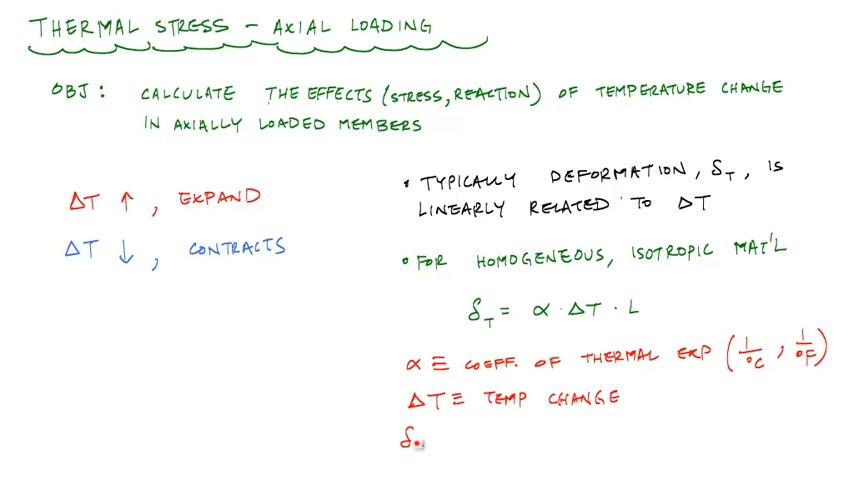 THERMAL STRESS - AXIAL LOADING
OBJ: CALCULATE THE EFFECTS (STRESS, REACTION) OF TEMPERATURE CHANGE
IN AXIALLY LOADED MEMBERS
ΔT ↑, EXPAND
ΔT ↓, CONTRACTS
• TYPICALLY DEFORMATION, δ_T, IS
LINEARLY RELATED TO ΔT
• FOR HOMOGENEOUS, ISOTROPIC MAT'L
δ_T = α · ΔT · L
α ≡ COEFF. OF THERMAL EXP (1/°C, 1/°F)
ΔT ≡ TEMP CHANGE
δ